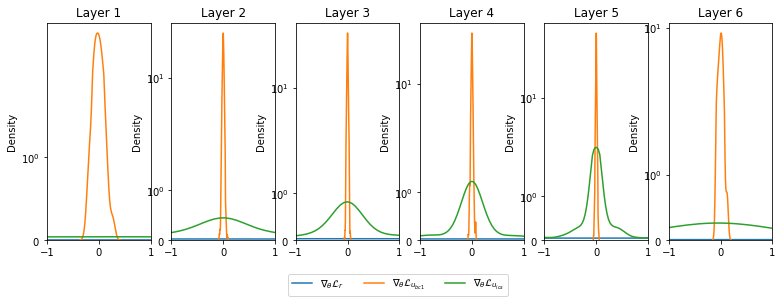 Layer 1 Layer 2 Layer 3 Layer 4 Layer 5 Layer 6
Density Density Density Density Density Density
10⁰ 10¹ 10¹ 10¹ 10¹ 10¹
10⁰ 10⁰ 10⁰ 10⁰ 10⁰
0 0 0 0 0 0
−1 0 1 −1 0 1 −1 0 1 −1 0 1 −1 0 1 −1 0 1
∇θℒr ∇θℒu_bc1 ∇θℒu_ics